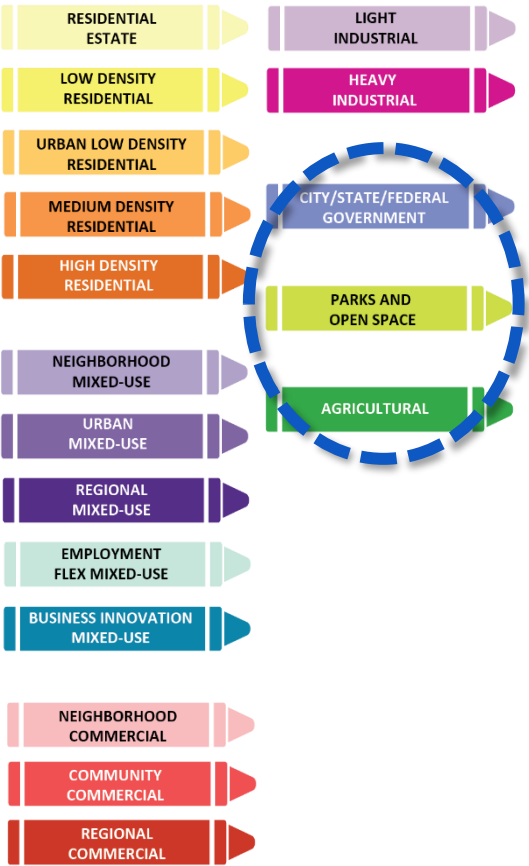 RESIDENTIAL
ESTATE
LOW DENSITY
RESIDENTIAL
URBAN LOW DENSITY
RESIDENTIAL
MEDIUM DENSITY
RESIDENTIAL
HIGH DENSITY
RESIDENTIAL
NEIGHBORHOOD
MIXED-USE
URBAN
MIXED-USE
REGIONAL
MIXED-USE
EMPLOYMENT
FLEX MIXED-USE
BUSINESS INNOVATION
MIXED-USE
NEIGHBORHOOD
COMMERCIAL
COMMUNITY
COMMERCIAL
REGIONAL
COMMERCIAL
LIGHT
INDUSTRIAL
HEAVY
INDUSTRIAL
CITY/STATE/FEDERAL
GOVERNMENT
PARKS AND
OPEN SPACE
AGRICULTURAL